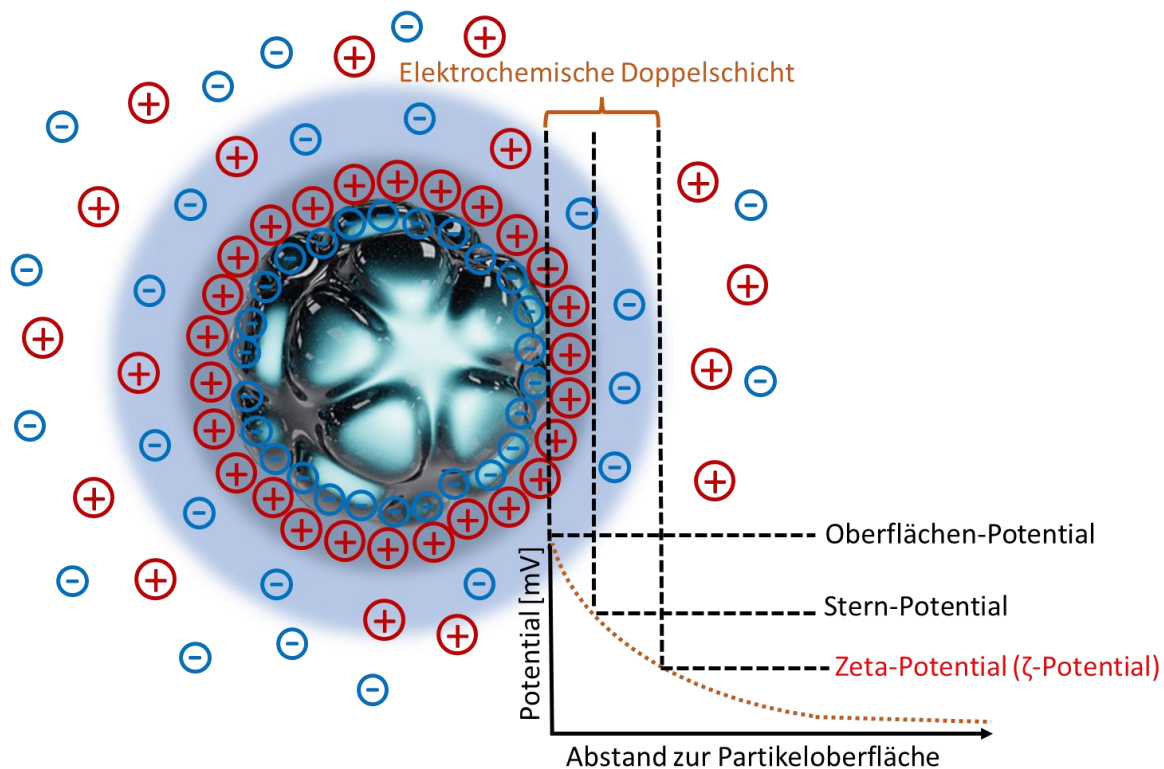 Elektrochemische Doppelschicht
Oberflächen-Potential
Stern-Potential
Zeta-Potential (ζ-Potential)
Potential [mV]
Abstand zur Partikeloberfläche